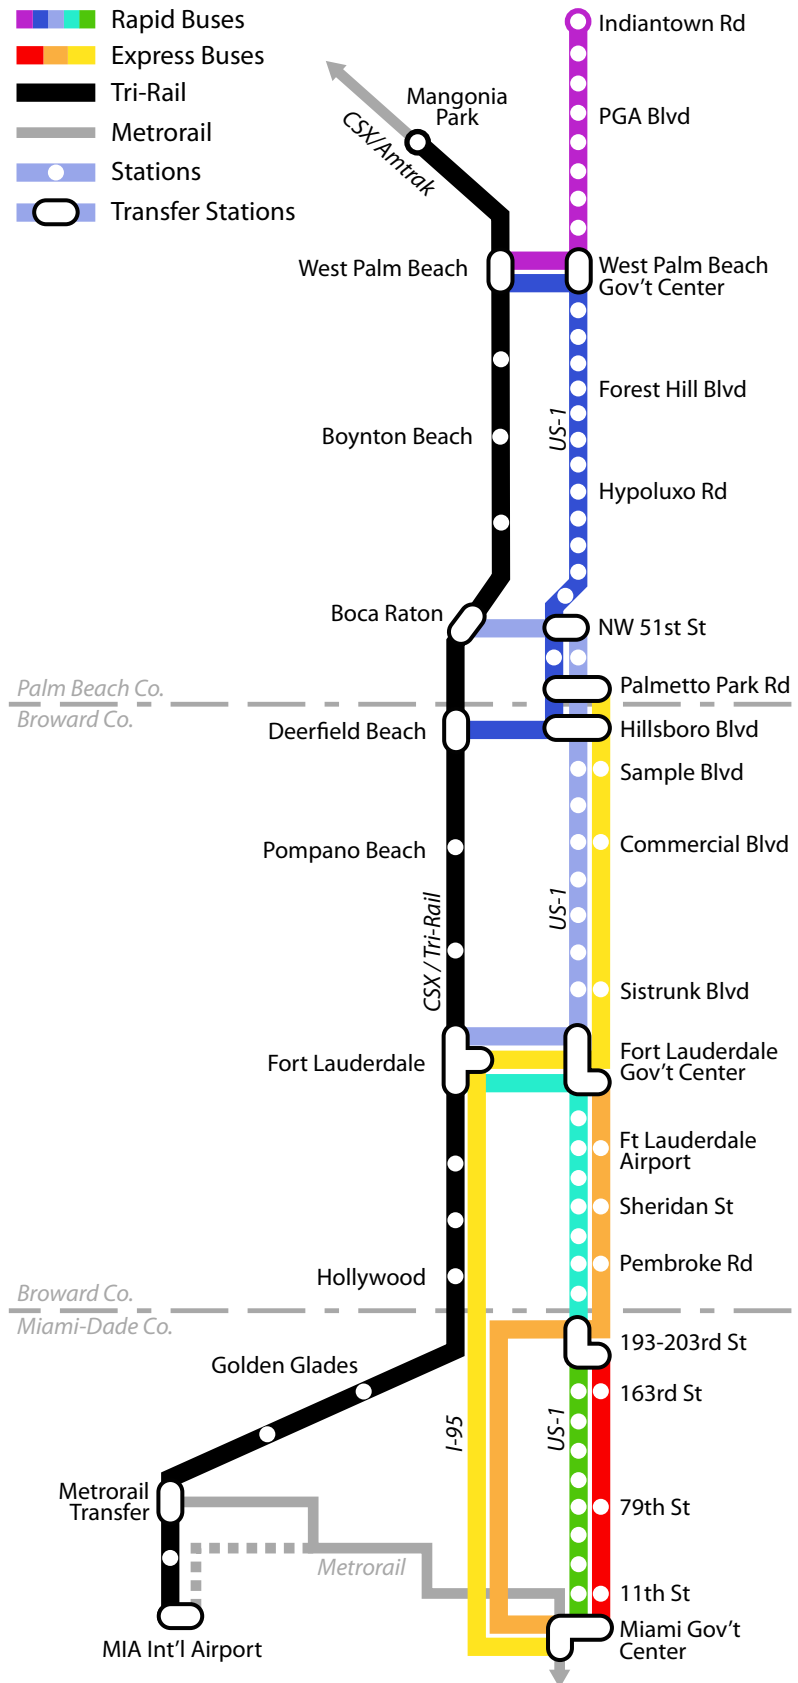 Rapid Buses
Express Buses
Tri-Rail
Metrorail
Stations
Transfer Stations
Indiantown Rd
Mangonia
Park
CSX/Amtrak
PGA Blvd
West Palm Beach
West Palm Beach
Gov't Center
Forest Hill Blvd
US-1
Boynton Beach
Hypoluxo Rd
Boca Raton
NW 51st St
Palm Beach Co.
Broward Co.
Palmetto Park Rd
Deerfield Beach
Hillsboro Blvd
Sample Blvd
Pompano Beach
Commercial Blvd
CSX / Tri-Rail
US-1
Sistrunk Blvd
Fort Lauderdale
Fort Lauderdale
Gov't Center
Ft Lauderdale
Airport
Sheridan St
Hollywood
Pembroke Rd
Broward Co.
Miami-Dade Co.
193-203rd St
Golden Glades
163rd St
I-95
US-1
Metrorail
Transfer
79th St
Metrorail
11th St
MIA Int'l Airport
Miami Gov't
Center